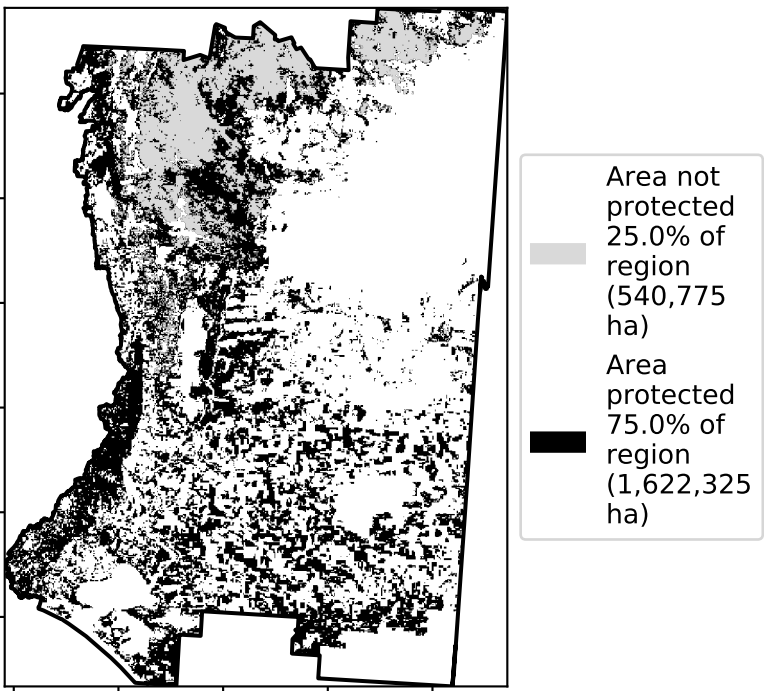 Area not
protected
25.0% of
region
(540,775
ha)
Area
protected
75.0% of
region
(1,622,325
ha)